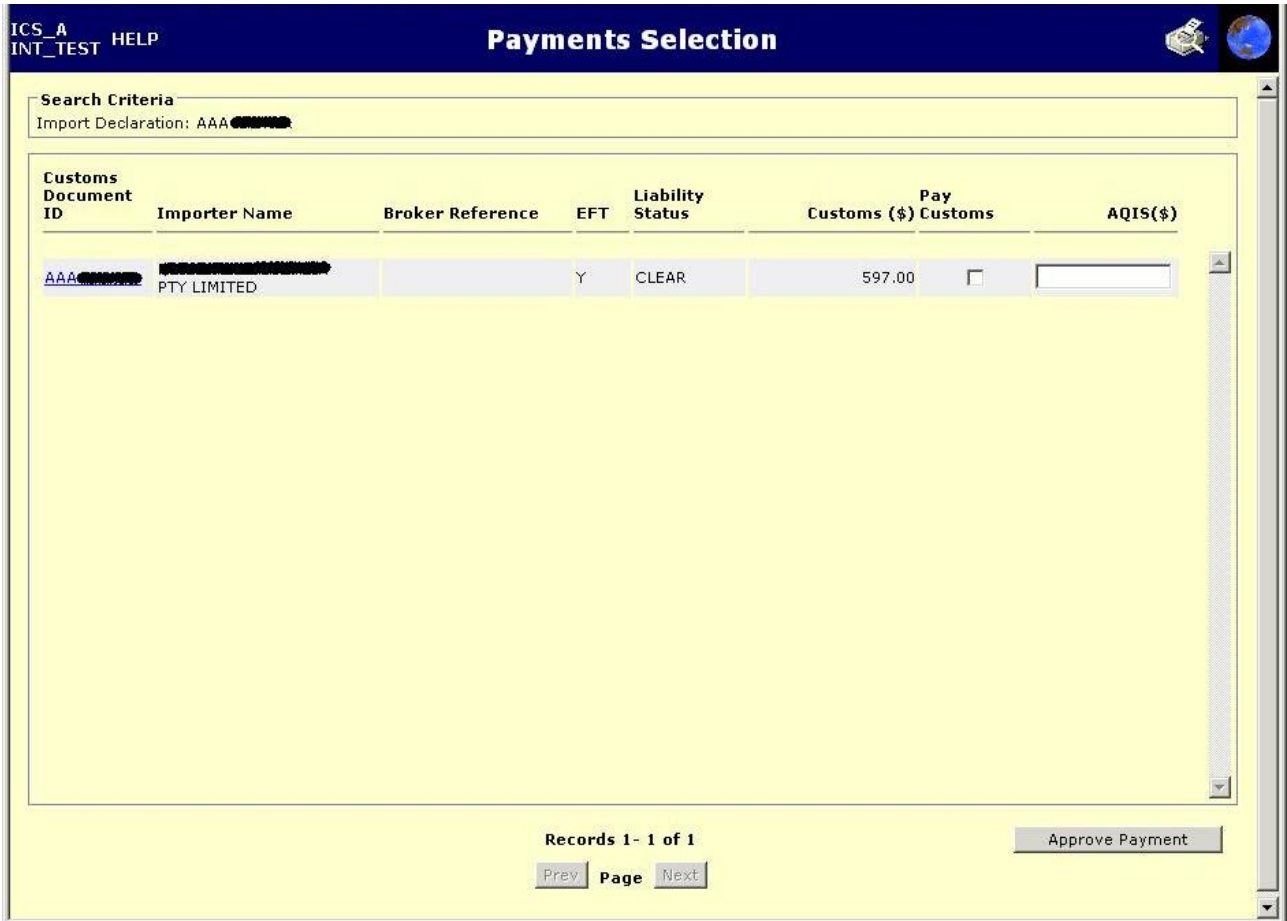 ICS_A
INT_TEST HELP
Payments Selection
Search Criteria
Import Declaration: AAA
Customs
Document
ID
Importer Name
Broker Reference
EFT
Liability
Status
Customs ($)
Pay
Customs
AQIS($)
AAA
PTY LIMITED
Y
CLEAR
597.00
Records 1- 1 of 1
Approve Payment
Prev Page Next